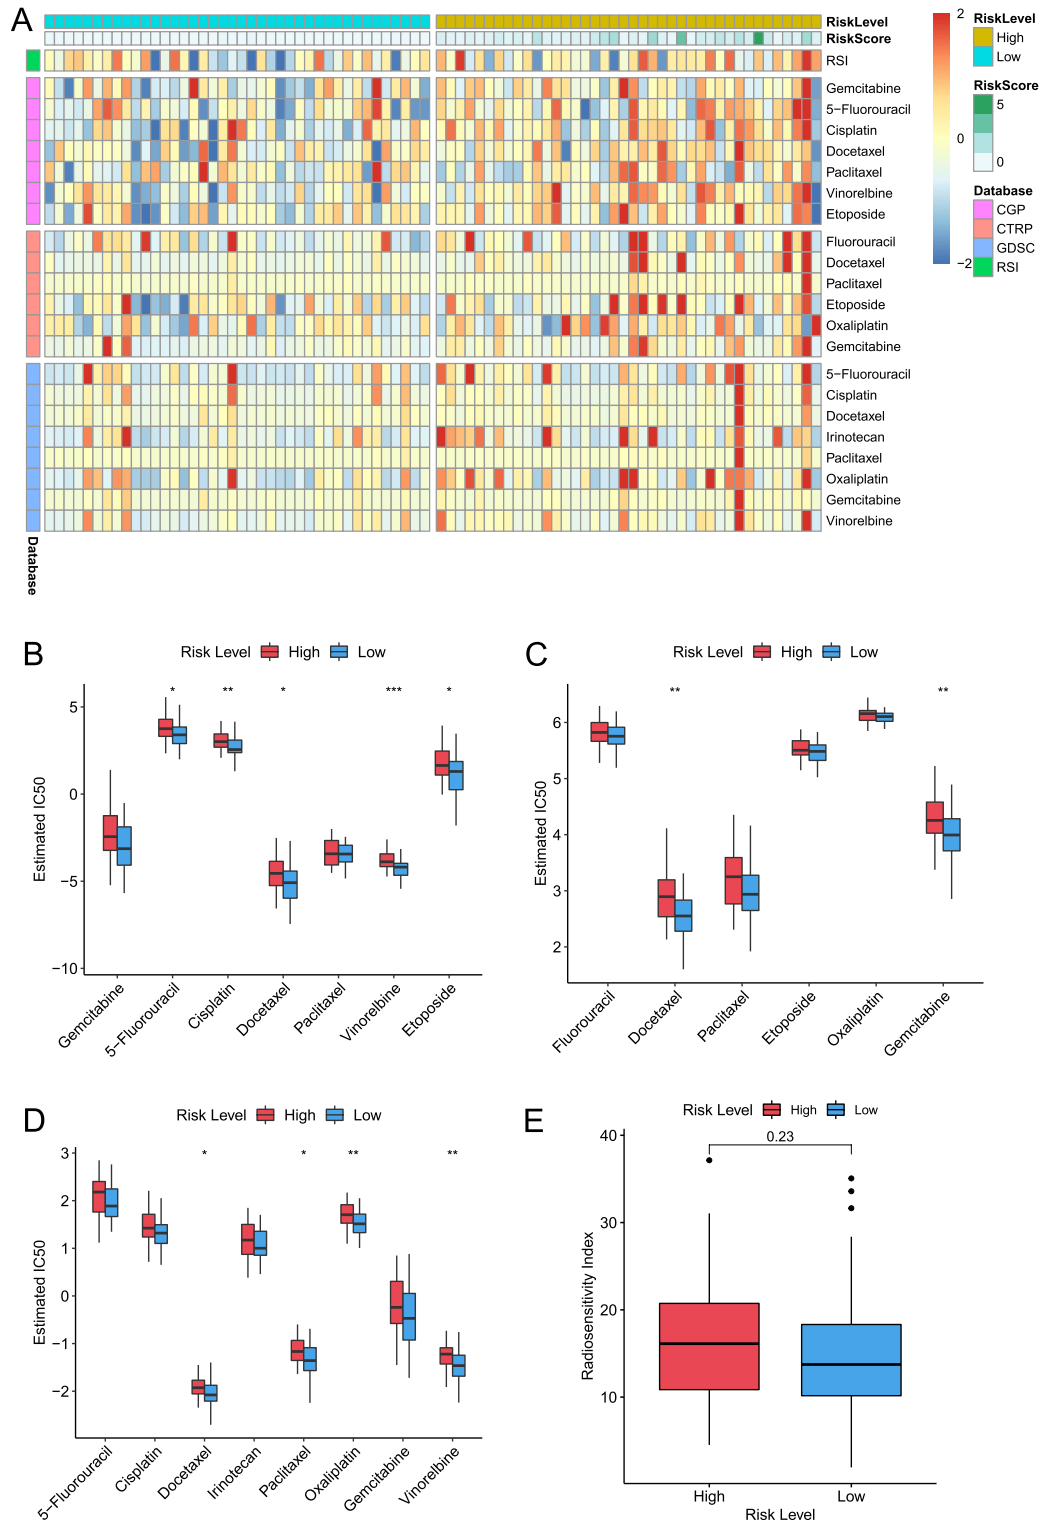 A
RiskLevel
RiskScore
RSI
Gemcitabine
5−Fluorouracil
Cisplatin
Docetaxel
Paclitaxel
Vinorelbine
Etoposide
Fluorouracil
Docetaxel
Paclitaxel
Etoposide
Oxaliplatin
Gemcitabine
5−Fluorouracil
Cisplatin
Docetaxel
Irinotecan
Paclitaxel
Oxaliplatin
Gemcitabine
Vinorelbine
Database
2
0
−2
RiskLevel
High
Low
RiskScore
5
0
Database
CGP
CTRP
GDSC
RSI
B
Risk Level High Low
* ** * *** *
Estimated IC50
5
0
−5
−10
Gemcitabine
5−Fluorouracil
Cisplatin
Docetaxel
Paclitaxel
Vinorelbine
Etoposide
C
Risk Level High Low
** **
Estimated IC50
6
5
4
3
2
Fluorouracil
Docetaxel
Paclitaxel
Etoposide
Oxaliplatin
Gemcitabine
D
Risk Level High Low
* * ** **
Estimated IC50
3
2
1
0
−1
−2
5−Fluorouracil
Cisplatin
Docetaxel
Irinotecan
Paclitaxel
Oxaliplatin
Gemcitabine
Vinorelbine
E
Risk Level High Low
0.23
Radiosensitivity Index
40
30
20
10
High Low
Risk Level